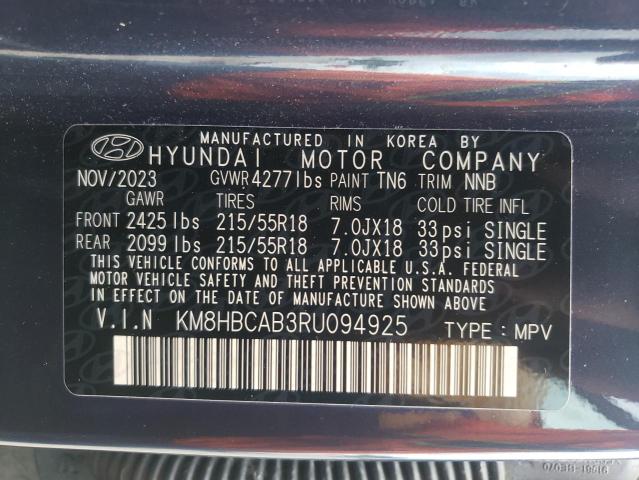 MANUFACTURED IN KOREA BY
HYUNDAI MOTOR COMPANY
NOV/2023 GVWR 4277lbs PAINT TN6 TRIM NNB
GAWR TIRES RIMS COLD TIRE INFL
FRONT 2425 lbs 215/55R18 7.0JX18 33psi SINGLE
REAR 2099 lbs 215/55R18 7.0JX18 33psi SINGLE
THIS VEHICLE CONFORMS TO ALL APPLICABLE U.S.A. FEDERAL
MOTOR VEHICLE SAFETY AND THEFT PREVENTION STANDARDS
IN EFFECT ON THE DATE OF MANUFACTURE SHOWN ABOVE.
V.I.N KM8HBCAB3RU094925 TYPE : MPV